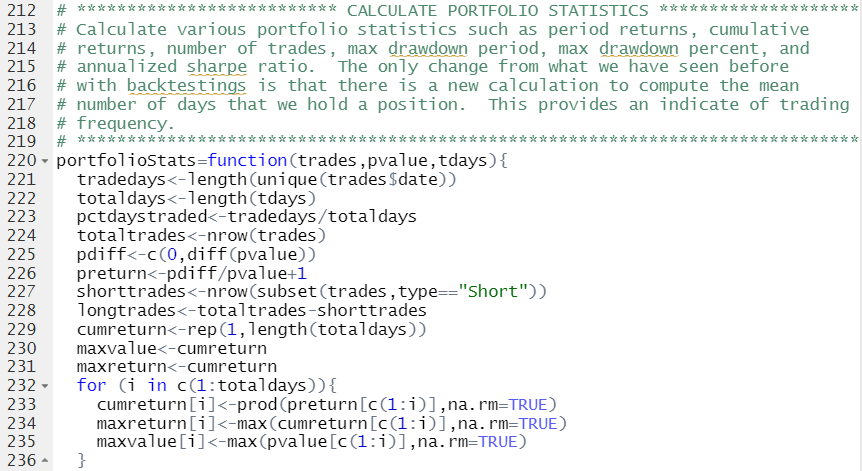 212 # ************************** CALCULATE PORTFOLIO STATISTICS ********************
213 # Calculate various portfolio statistics such as period returns, cumulative
214 # returns, number of trades, max drawdown period, max drawdown percent, and
215 # annualized sharpe ratio.  The only change from what we have seen before
216 # with backtestings is that there is a new calculation to compute the mean
217 # number of days that we hold a position.  This provides an indicate of trading
218 # frequency.
219 # ******************************************************************************
220 portfolioStats=function(trades,pvalue,tdays){
221   tradedays<-length(unique(trades$date))
222   totaldays<-length(tdays)
223   pctdaystraded<-tradedays/totaldays
224   totaltrades<-nrow(trades)
225   pdiff<-c(0,diff(pvalue))
226   preturn<-pdiff/pvalue+1
227   shorttrades<-nrow(subset(trades,type=="Short"))
228   longtrades<-totaltrades-shorttrades
229   cumreturn<-rep(1,length(totaldays))
230   maxvalue<-cumreturn
231   maxreturn<-cumreturn
232   for (i in c(1:totaldays)){
233     cumreturn[i]<-prod(preturn[c(1:i)],na.rm=TRUE)
234     maxreturn[i]<-max(cumreturn[c(1:i)],na.rm=TRUE)
235     maxvalue[i]<-max(pvalue[c(1:i)],na.rm=TRUE)
236   }